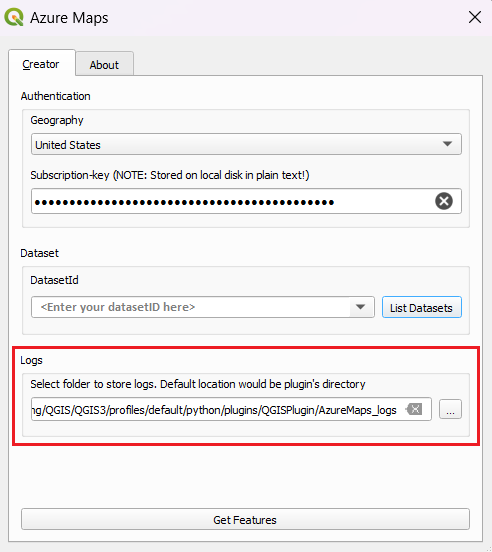 Azure Maps
Creator About
Authentication
Geography
United States
Subscription-key (NOTE: Stored on local disk in plain text!)
●●●●●●●●●●●●●●●●●●●●●●●●●●●●●●●●●●●●●●●●●●●
Dataset
DatasetId
<Enter your datasetID here> List Datasets
Logs
Select folder to store logs. Default location would be plugin's directory
ng/QGIS/QGIS3/profiles/default/python/plugins/QGISPlugin/AzureMaps_logs ...
Get Features